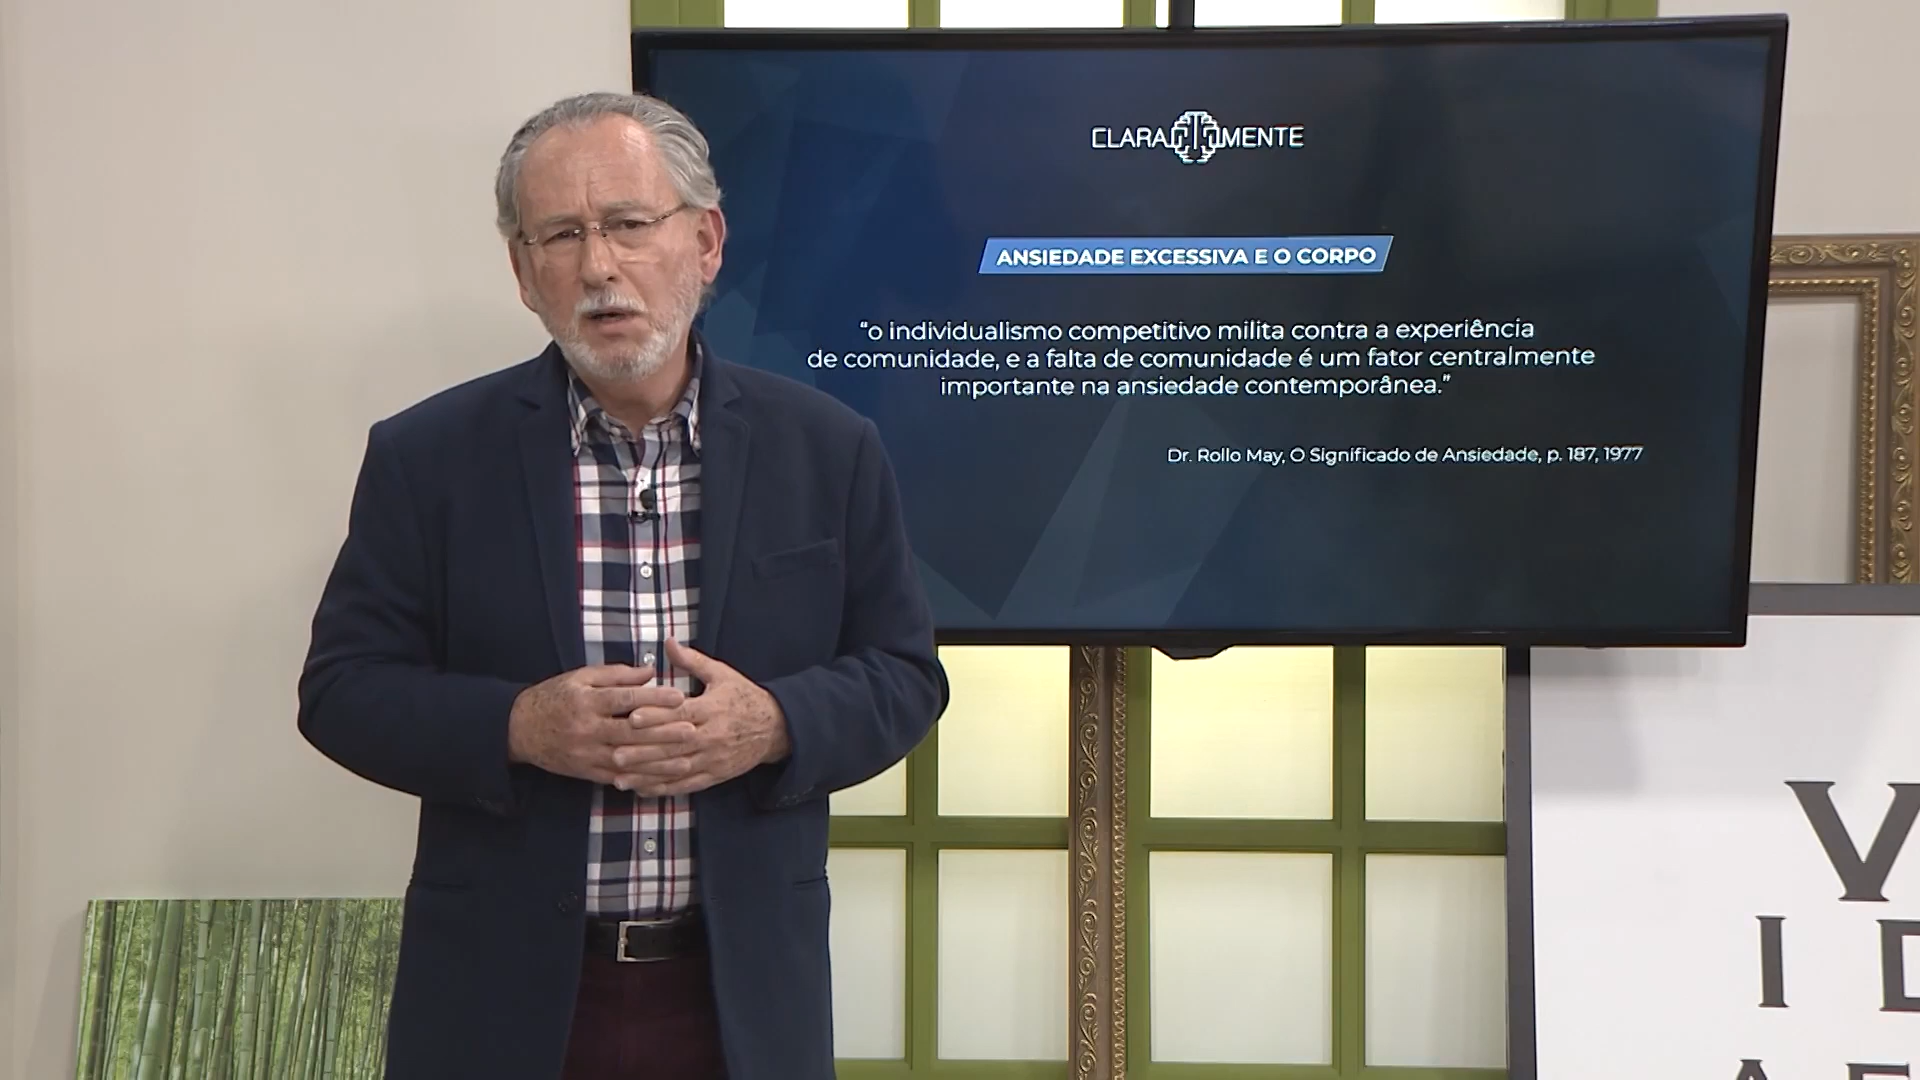 CLARAMENTE
ANSIEDADE EXCESSIVA E O CORPO
“o individualismo competitivo milita contra a experiência
de comunidade, e a falta de comunidade é um fator centralmente
importante na ansiedade contemporânea.”
Dr. Rollo May, O Significado de Ansiedade, p. 187, 1977
V
I